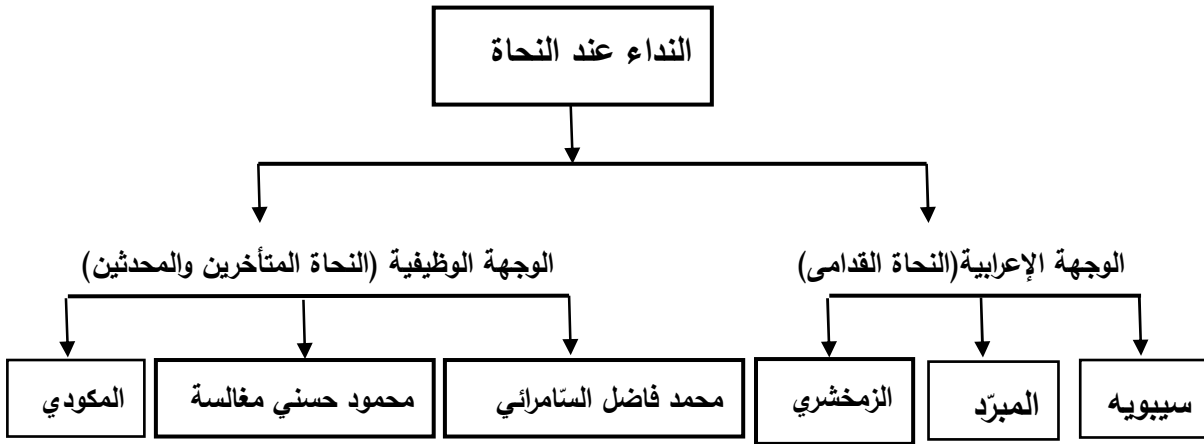 النداء عند النحاة
الوجهة الإعرابية(النحاة القدامى)
الوجهة الوظيفية (النحاة المتأخرين والمحدثين)
سيبويه
المبرّد
الزمخشري
محمد فاضل السّامرائي
محمود حسني مغالسة
المكودي